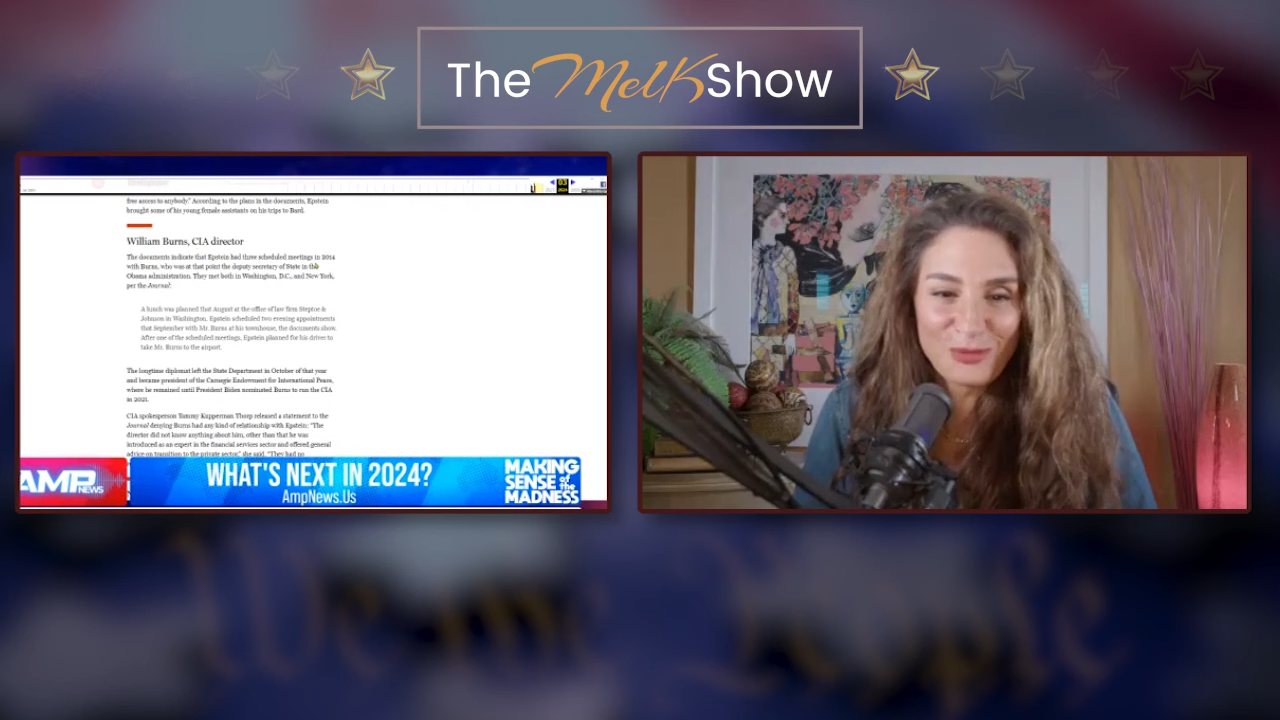 The MelK Show
free access to anybody." According to the plans in the documents, Epstein
brought some of his young female assistants on his trips to Bard.
William Burns, CIA director
The documents indicate that Epstein had three scheduled meetings in 2014
with Burns, who was at that point the deputy secretary of State in the
Obama administration. They met both in Washington, D.C., and New York,
per the Journal:
A lunch was planned that August at the office of law firm Steptoe &
Johnson in Washington. Epstein scheduled two evening appointments
that September with Mr. Burns at his townhouse, the documents show.
After one of the scheduled meetings, Epstein planned for his driver to
take Mr. Burns to the airport.
The longtime diplomat left the State Department in October of that year
and became president of the Carnegie Endowment for International Peace,
where he remained until President Biden nominated Burns to run the CIA
in 2021.
CIA spokesperson Tammy Kupperman Thorp released a statement to the
Journal denying Burns had any kind of relationship with Epstein: "The
director did not know anything about him, other than that he was
introduced as an expert in the financial services sector and offered general
advice on transition to the private sector," she said. "They had no
AMP NEWS
WHAT'S NEXT IN 2024?
AmpNews.Us
MAKING
SENSE of the
MADNESS
We the People